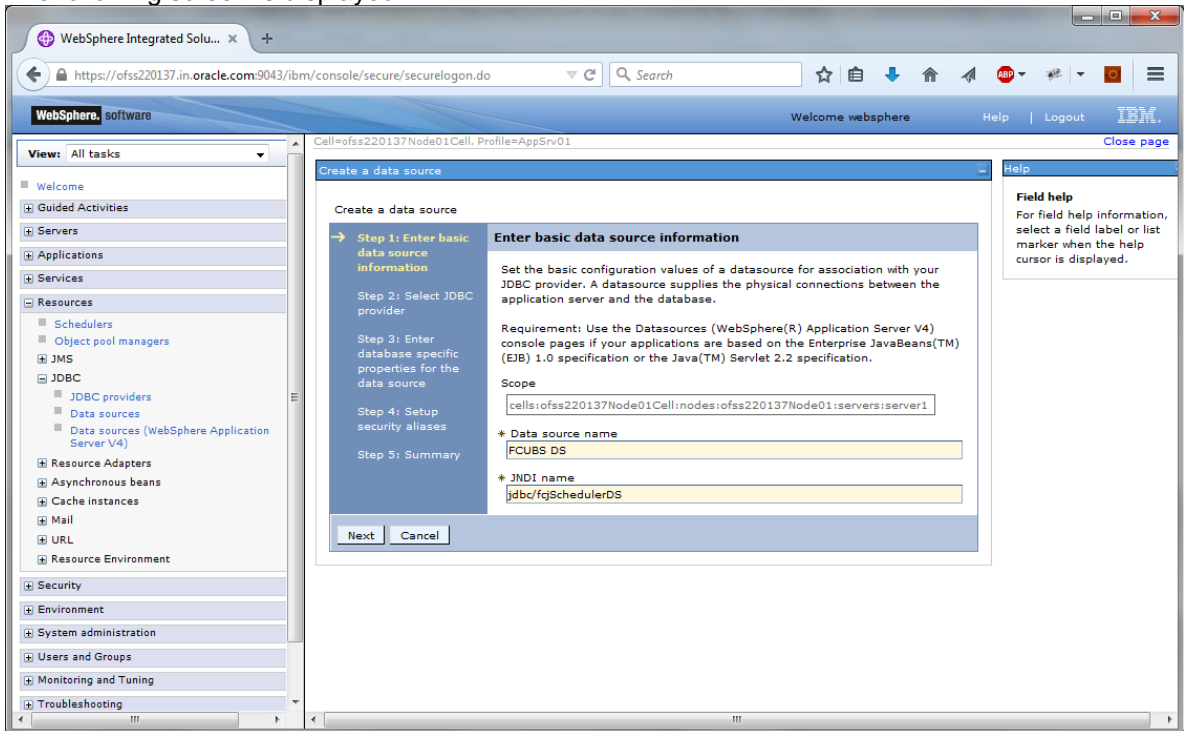 WebSphere Integrated Solu... × +
https://ofss220137.in.oracle.com:9043/ibm/console/secure/securelogon.do
Search
ABP
WebSphere. software
Welcome websphere
Help | Logout
IBM.
View: All tasks
Welcome
Guided Activities
Servers
Applications
Services
Resources
Schedulers
Object pool managers
JMS
JDBC
JDBC providers
Data sources
Data sources (WebSphere Application
Server V4)
Resource Adapters
Asynchronous beans
Cache instances
Mail
URL
Resource Environment
Security
Environment
System administration
Users and Groups
Monitoring and Tuning
Troubleshooting
Cell=ofss220137Node01Cell, Profile=AppSrv01
Close page
Create a data source
Create a data source
Step 1: Enter basic
data source
information
Step 2: Select JDBC
provider
Step 3: Enter
database specific
properties for the
data source
Step 4: Setup
security aliases
Step 5: Summary
Enter basic data source information
Set the basic configuration values of a datasource for association with your
JDBC provider. A datasource supplies the physical connections between the
application server and the database.
Requirement: Use the Datasources (WebSphere(R) Application Server V4)
console pages if your applications are based on the Enterprise JavaBeans(TM)
(EJB) 1.0 specification or the Java(TM) Servlet 2.2 specification.
Scope
cells:ofss220137Node01Cell:nodes:ofss220137Node01:servers:server1
* Data source name
FCUBS DS
* JNDI name
jdbc/fcjSchedulerDS
Next
Cancel
Help
Field help
For field help information,
select a field label or list
marker when the help
cursor is displayed.